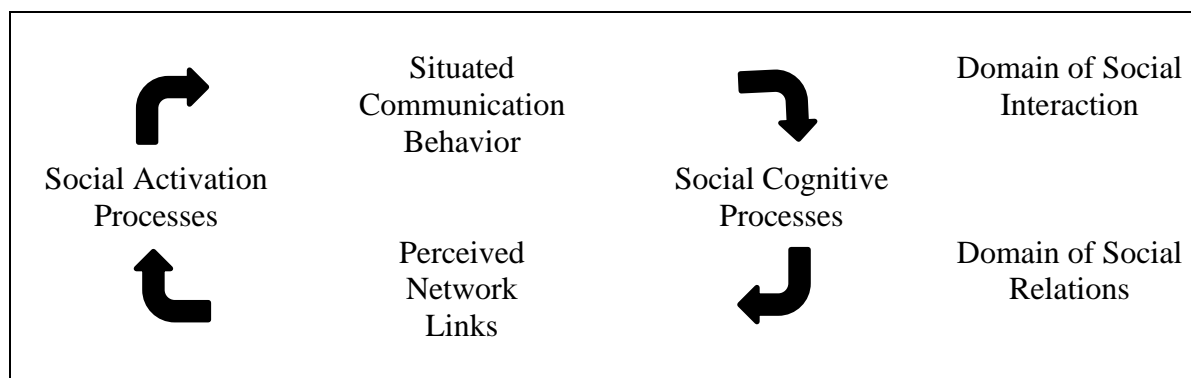 Situated
Communication
Behavior
Domain of Social
Interaction
Social Activation
Processes
Social Cognitive
Processes
Perceived
Network
Links
Domain of Social
Relations